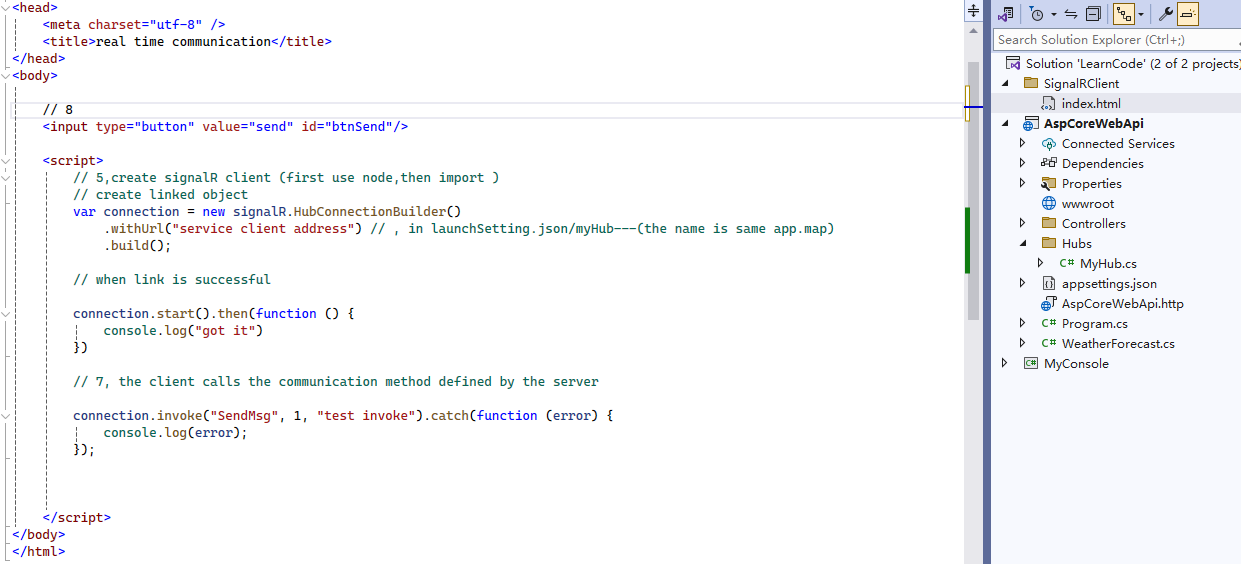 <head>
<meta charset="utf-8" />
<title>real time communication</title>
</head>
<body>
// 8
<input type="button" value="send" id="btnSend"/>
<script>
// 5,create signalR client (first use node,then import )
// create linked object
var connection = new signalR.HubConnectionBuilder()
.withUrl("service client address") // , in launchSetting.json/myHub---(the name is same app.map)
.build();
// when link is successful
connection.start().then(function () {
console.log("got it")
})
// 7, the client calls the communication method defined by the server
connection.invoke("SendMsg", 1, "test invoke").catch(function (error) {
console.log(error);
});
</script>
</body>
</html>
Search Solution Explorer (Ctrl+;)
Solution 'LearnCode' (2 of 2 projects)
SignalRClient
index.html
AspCoreWebApi
Connected Services
Dependencies
Properties
wwwroot
Controllers
Hubs
C# MyHub.cs
appsettings.json
AspCoreWebApi.http
C# Program.cs
C# WeatherForecast.cs
C# MyConsole